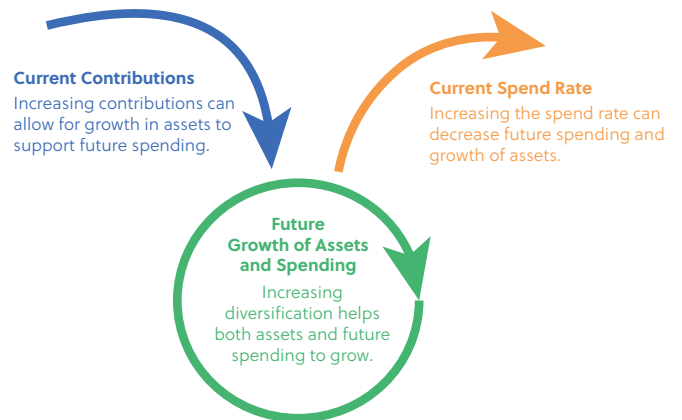 Current Contributions
Increasing contributions can
allow for growth in assets to
support future spending.
Current Spend Rate
Increasing the spend rate can
decrease future spending and
growth of assets.
Future
Growth of Assets
and Spending
Increasing
diversification helps
both assets and future
spending to grow.